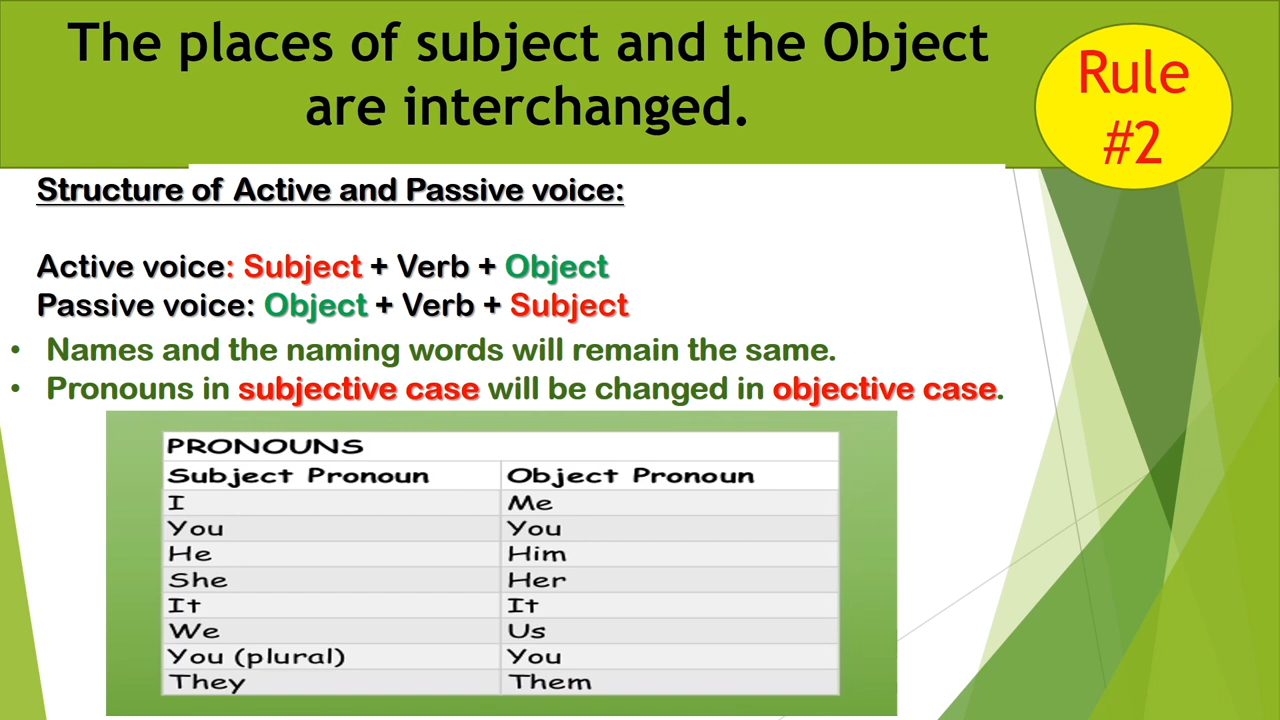 The places of subject and the Object
are interchanged.
Rule
#2
Structure of Active and Passive voice:
Active voice: Subject + Verb + Object
Passive voice: Object + Verb + Subject
• Names and the naming words will remain the same.
• Pronouns in subjective case will be changed in objective case.
PRONOUNS
Subject Pronoun Object Pronoun
I Me
You You
He Him
She Her
It It
We Us
You (plural) You
They Them